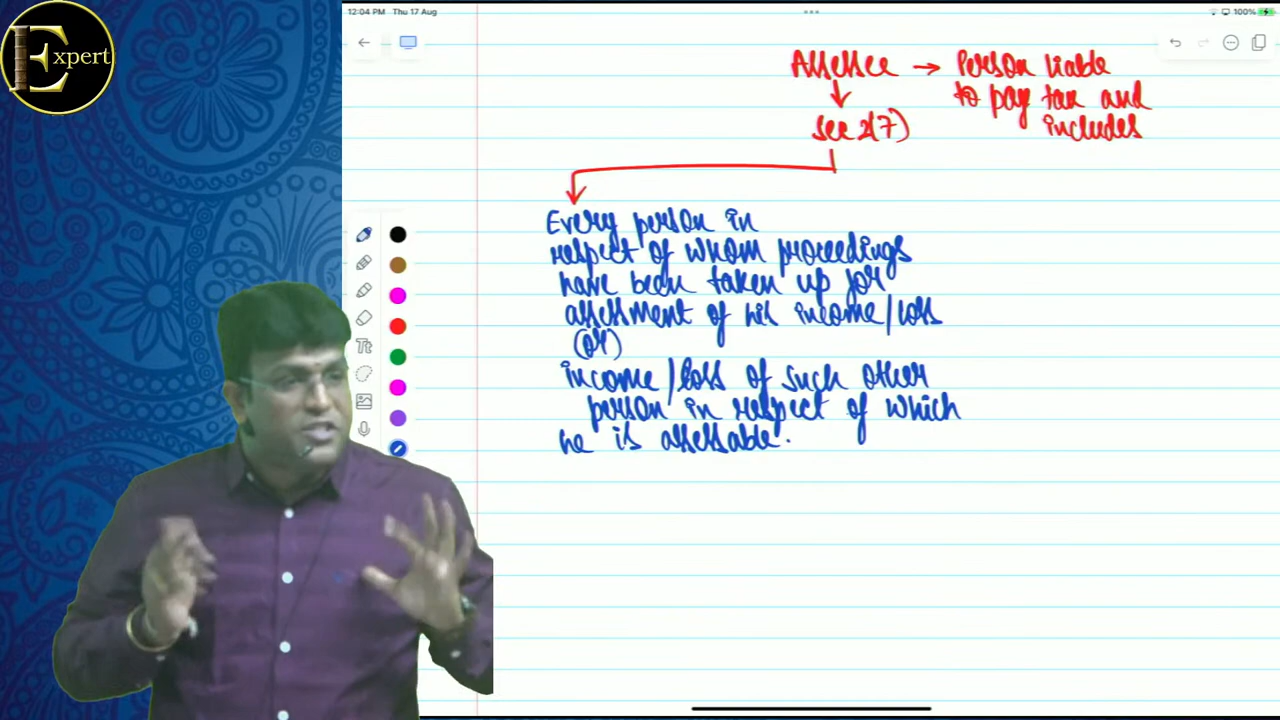 Expert
12:04 PM Thu 17 Aug
100%
Assessee → Person liable
to pay tax and
includes
Sec 2(7)
Every person in
respect of whom proceedings
have been taken up for
assessment of his income/loss
(or)
income/loss of such other
person in respect of which
he is assessable.
Tt